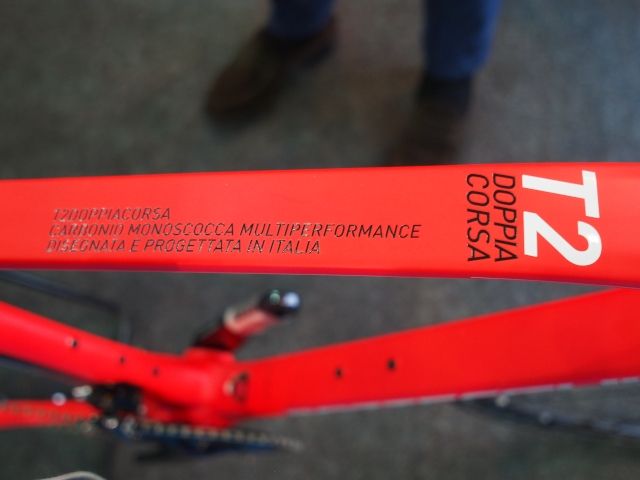 T2DOPPIACORSA
CARBONIO MONOSCOCCA MULTIPERFORMANCE
DISEGNATA E PROGETTATA IN ITALIA
T2
DOPPIA
CORSA